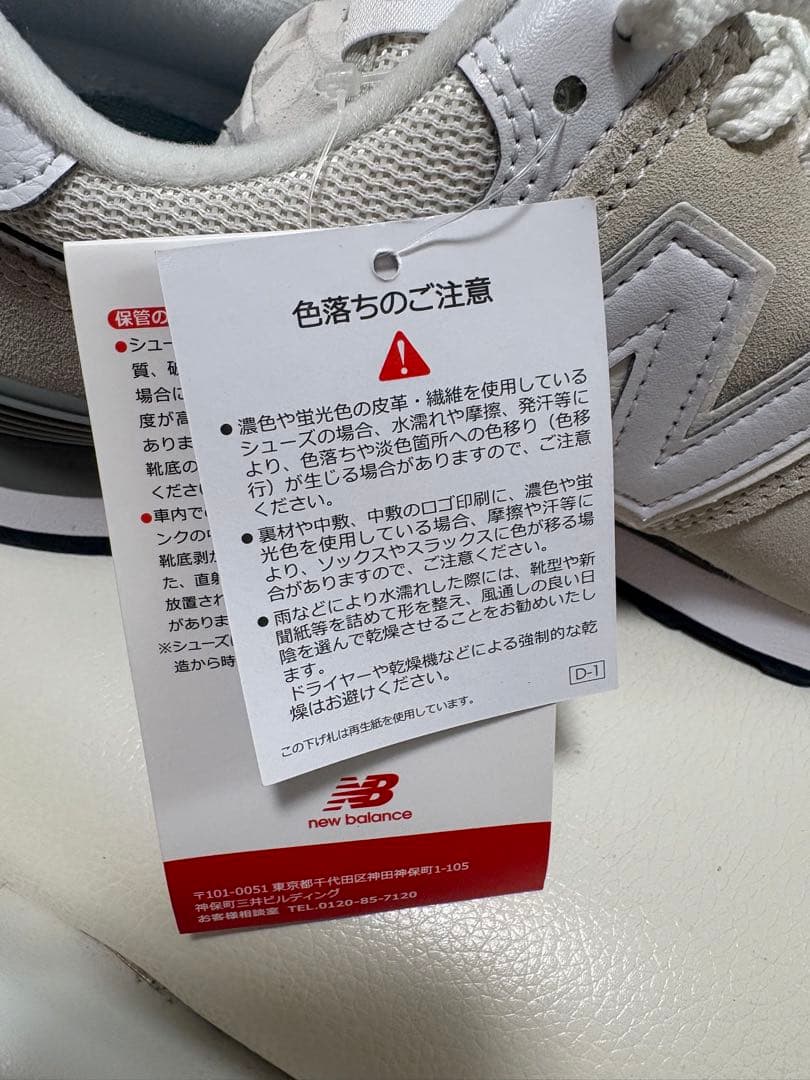 色落ちのご注意
● 濃色や蛍光色の皮革・繊維を使用している
シューズの場合、水濡れや摩擦、発汗等に
より、色落ちや淡色箇所への色移り（色移
行）が生じる場合がありますので、ご注意
ください。
● 裏材や中敷、中敷のロゴ印刷に、濃色や蛍
光色を使用している場合、摩擦や汗等に
より、ソックスやスラックスに色が移る場
合がありますので、ご注意ください。
● 雨などにより水濡れした際には、靴型や新
聞紙等を詰めて形を整え、風通しの良い日
陰を選んで乾燥させることをお勧めいたし
ます。
ドライヤーや乾燥機などによる強制的な乾
燥はお避けください。
D-1
この下げ札は再生紙を使用しています。
保管の
●シュー
質、
場合に
度が高
ありま
靴底の
くださ
●車内で
ンクの
靴底剥が
た、直射
放置され
がありま
※シューズ
造から時
NB
new balance
〒101-0051 東京都千代田区神田神保町1-105
神保町三井ビルディング
お客様相談室 TEL.0120-85-7120
N